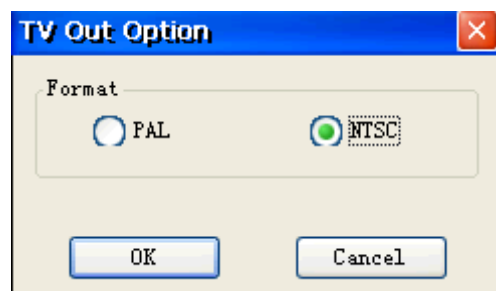 TV Out Option
Format
PAL
NTSC
OK
Cancel